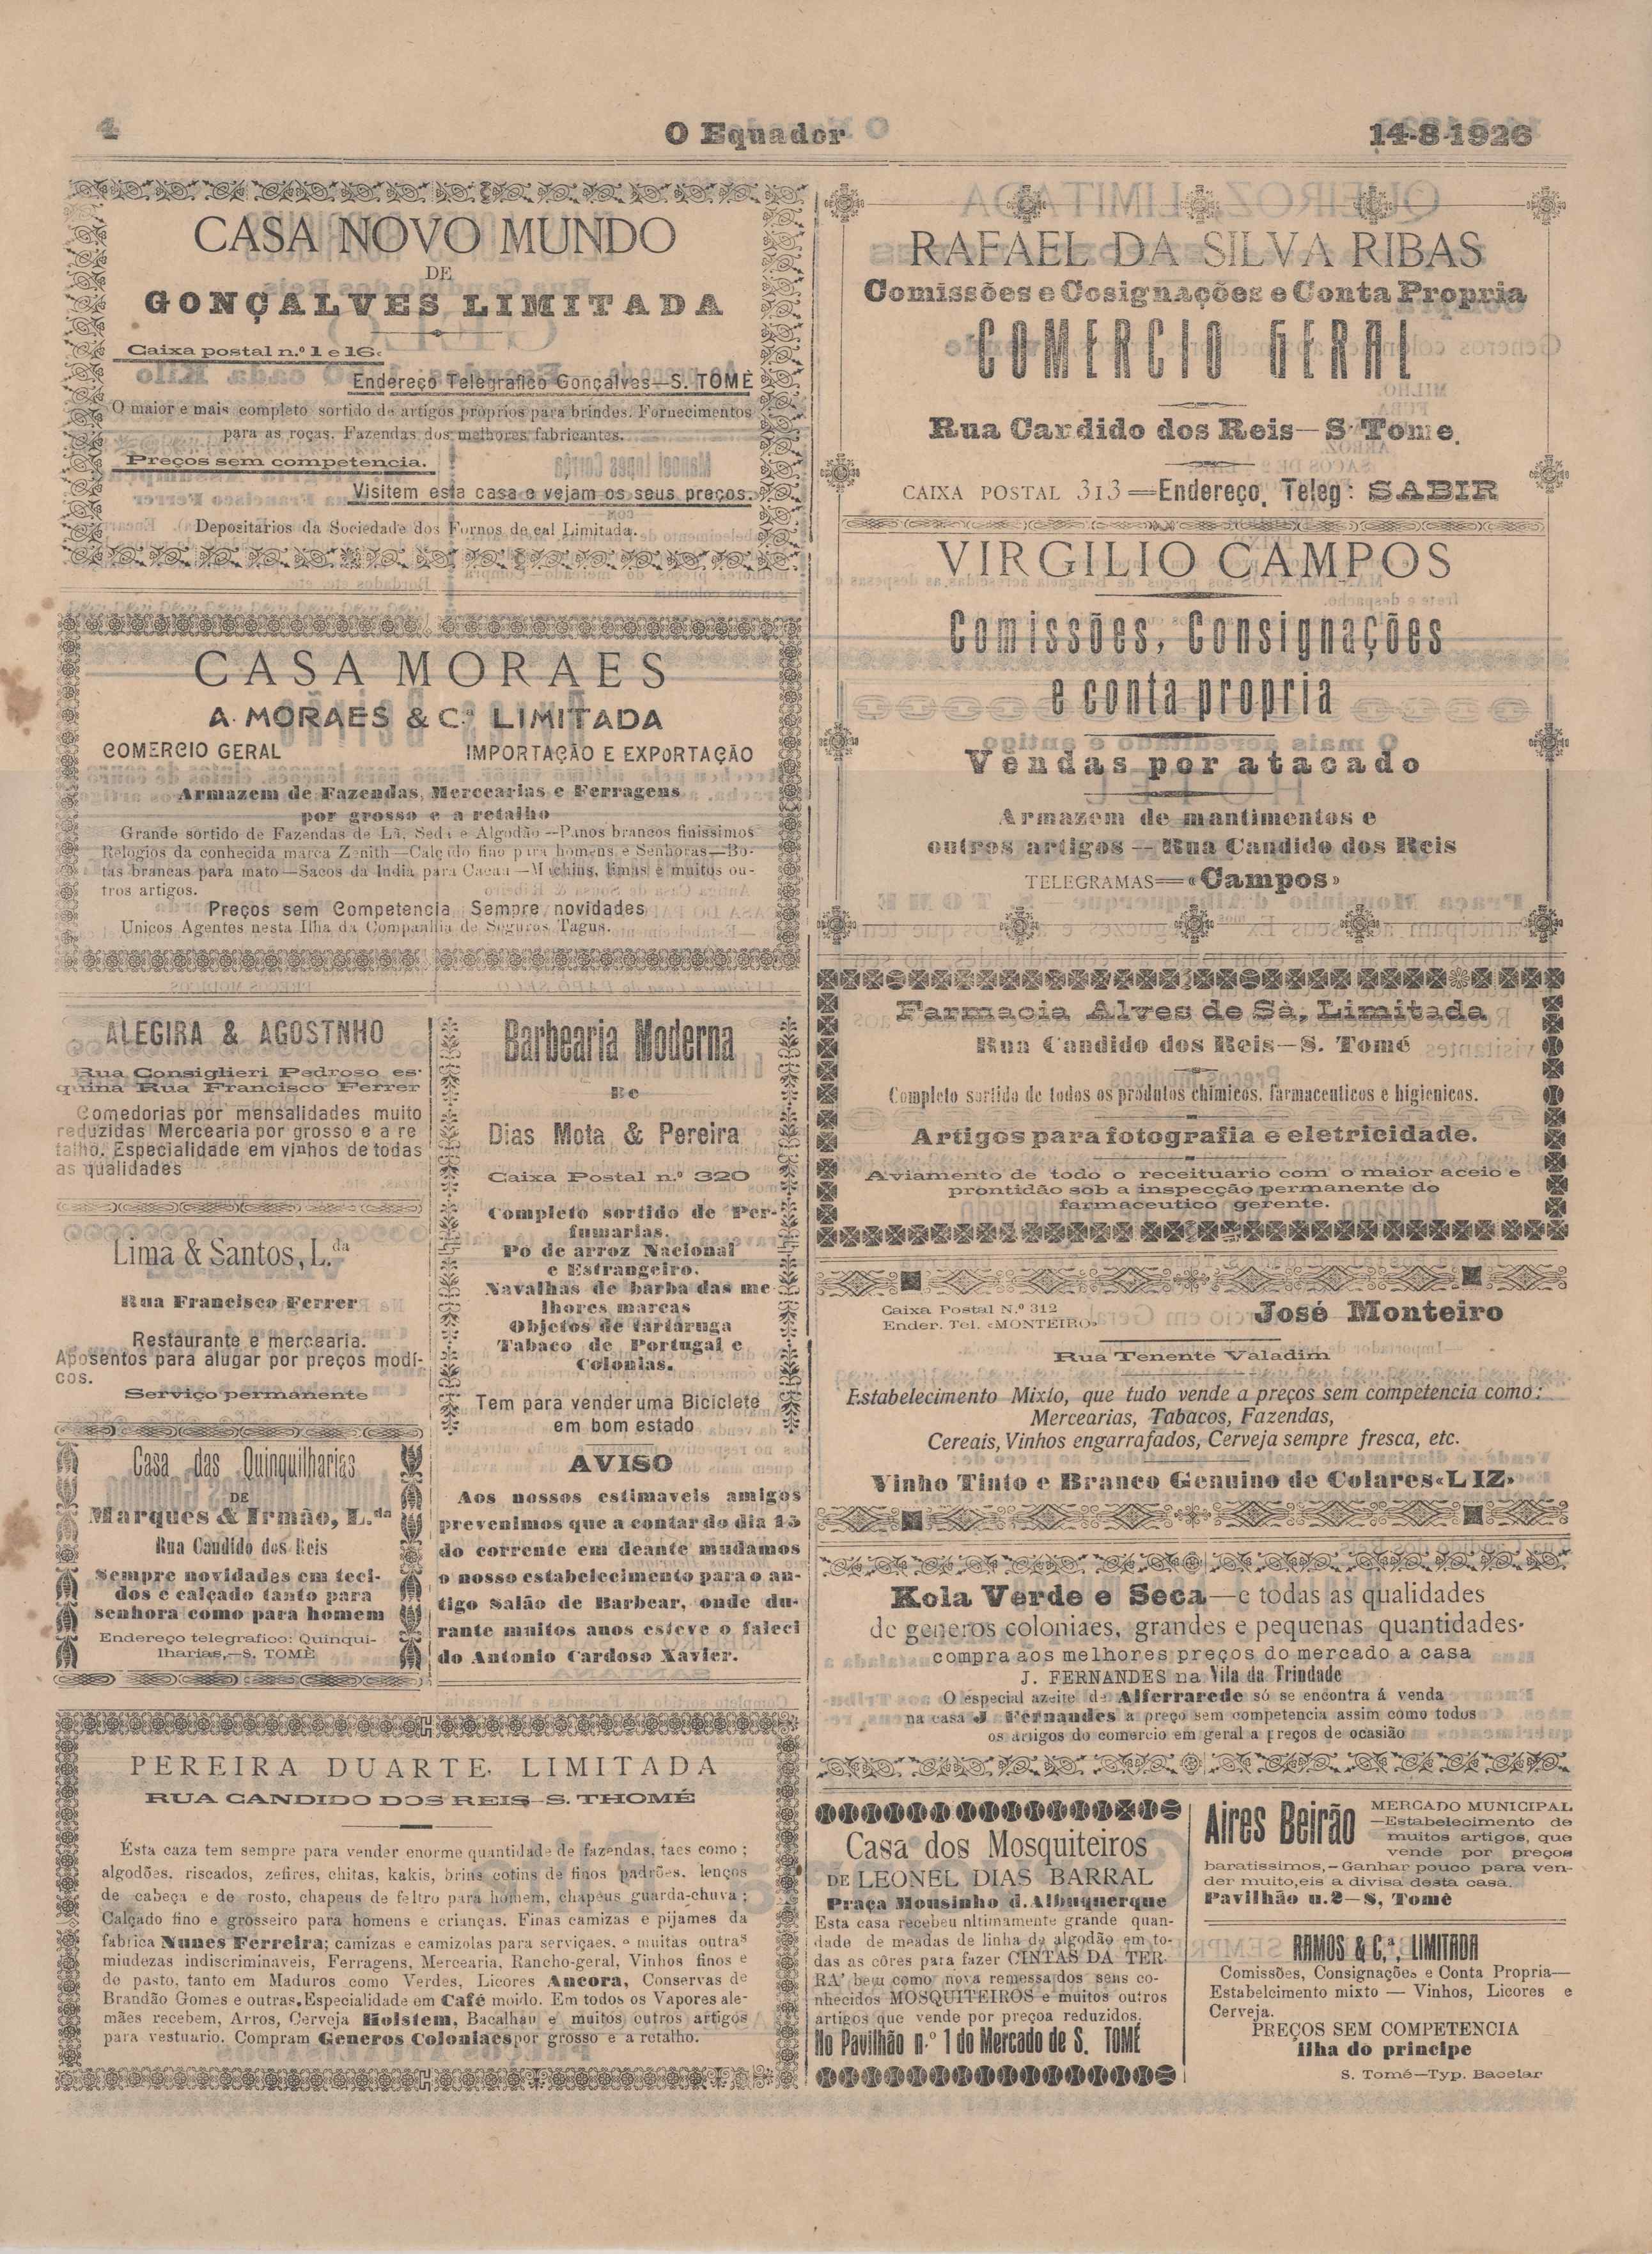 4
O Equador
14-8-1926
CASA NOVO MUNDO
DE
GONÇALVES LIMITADA
Caixa postal n.º 1 e 16.
Endereço Telegrafico Gonçalves—S. TOMÈ
O maior e mais completo sortido de artigos proprios para brindes. Fornecimentos
para as roças. Fazendas dos melhores fabricantes.
Preços sem competencia.
Visitem esta casa e vejam os seus preços.
Depositarios da Sociedade dos Fornos de cal Limitada.
CASA MORAES
A. MORAES & C.ª LIMITADA
COMERCIO GERAL
IMPORTAÇÃO E EXPORTAÇÃO
Armazem de Fazendas, Mercearias e Ferragens
por grosso e a retalho
Grande sortido de Fazendas de Lã, Seda e Algodão—Panos brancos finissimos
Relogios da conhecida marca Zenith—Calçado fino para homens e Senhoras—Bo-
tas brancas para mato—Sacos da India para Cacau—Machins, limas e muitos ou-
tros artigos.
Preços sem Competencia Sempre novidades
Unicos Agentes nesta Ilha da Companhia de Seguros Tagus.
ALEGIRA & AGOSTNHO
Rua Consiglieri Pedroso es-
quina Rua Francisco Ferrer
Comedorias por mensalidades muito
reduzidas Mercearia por grosso e a re
talho. Especialidade em vinhos de todas
as qualidades
Lima & Santos, L.da
Rua Francisco Ferrer
Restaurante e mercearia.
Aposentos para alugar por preços modi-
cos.
Serviço permanente
Casa das Quinquilharias
DE
Marques & Irmão, L.da
Rua Candido dos Reis
Sempre novidades em teci-
dos e calçado tanto para
senhora como para homem
Endereço telegrafico: Quinqui-
lharias,—S. TOMÈ
Barbearia Moderna
De
Dias Mota & Pereira
Caixa Postal n.º 320
Completo sortido de Per-
fumarias.
Po de arroz Nacional
e Estrangeiro.
Navalhas de barba das me
lhores marcas
Objetos de tartaruga
Tabaco de Portugal e
Colonias.
Tem para vender uma Biciclete
em bom estado
AVISO
Aos nossos estimaveis amigos
prevenimos que a contar do dia 15
do corrente em deante mudamos
o nosso estabelecimento para o an-
tigo Salão de Barbear, onde du-
rante muitos anos esteve o faleci
do Antonio Cardoso Xavier.
PEREIRA DUARTE LIMITADA
RUA CANDIDO DOS REIS—S. THOMÉ
Ésta caza tem sempre para vender enorme quantidade de fazendas, taes como;
algodões, riscados, zefires, chitas, kakis, brins cotins de finos padrões, lenços
de cabeça e de rosto, chapeus de feltro para homem, chapéus guarda-chuva;
Calçado fino e grosseiro para homens e crianças. Finas camizas e pijames da
fabrica Nunes Ferreira; camizas e camizolas para serviçaes, e muitas outras
miudezas indiscriminaveis, Ferragens, Mercearia, Rancho-geral, Vinhos finos e
de pasto, tanto em Maduros como Verdes, Licores Ancora, Conservas de
Brandão Gomes e outras. Especialidade em Café moido. Em todos os Vapores ale-
mães recebem, Arros, Cerveja Holstem, Bacalhau e muitos outros artigos
para vestuario. Compram Generos Coloniaes por grosso e a retalho.
RAFAEL DA SILVA RIBAS
Comissões e Cosignações e Conta Propria
COMERCIO GERAL
Rua Cardido dos Reis—S Tome.
CAIXA POSTAL 313—Endereço. Teleg: SABIR
VIRGILIO CAMPOS
Comissões, Consignações
e conta propria
Vendas por atacado
Armazem de mantimentos e
outros artigos—Rua Candido dos Reis
TELEGRAMAS—«Campos»
Farmacia Alves de Sà, Limitada
Rua Candido dos Reis—S. Tomé
Completo sortido de todos os produtos chimicos, farmaceuticos e higienicos.
Artigos para fotografia e eletricidade.
Aviamento de todo o receituario com o maior aceio e
prontidão sob a inspecção permanente do
farmaceutico gerente.
Caixa Postal N.º 312
Ender. Tel. «MONTEIRO»
José Monteiro
Rua Tenente Valadim
Estabelecimento Mixto, que tudo vende a preços sem competencia como:
Mercearias, Tabacos, Fazendas,
Cereais, Vinhos engarrafados, Cerveja sempre fresca, etc.
Vinho Tinto e Branco Genuino de Colares«LIZ»
Kola Verde e Seca—e todas as qualidades
de generos coloniaes, grandes e pequenas quantidades.
compra aos melhores preços do mercado a casa
J. FERNANDES na Vila da Trindade
O especial azeite de Alferrarede só se encontra á venda
na casa J. Fernandes a preço sem competencia assim como todos
os artigos do comercio em geral a preços de ocasião
Casa dos Mosquiteiros
DE LEONEL DIAS BARRAL
Praça Mousinho d. Albuquerque
Esta casa recebeu nltimamente grande quan-
tdade de meadas de linha de algodão em to-
das as côres para fazer CINTAS DA TER-
RA' bem como nova remessa dos sens co-
nhecidos MOSQUITEIROS e muitos outros
artigos que vende por preçoa reduzidos.
No Pavilhão n.º 1 do Mercado de S. TOMÉ
Aires Beirão
MERCADO MUNICIPAL
—Estabelecimento de
muitos artigos, que
vende por preços
baratissimos,—Ganhar pouco para ven-
der muito, eis a divisa desta casa.
Pavilhão n.2—S, Tomè
RAMOS & C,ª, LIMITADA
Comissões, Consignações e Conta Propria—
Estabelcimento mixto — Vinhos, Licores e
Cerveja.
PREÇOS SEM COMPETENCIA
ilha do principe
S. Tomé—Typ. Bacelar